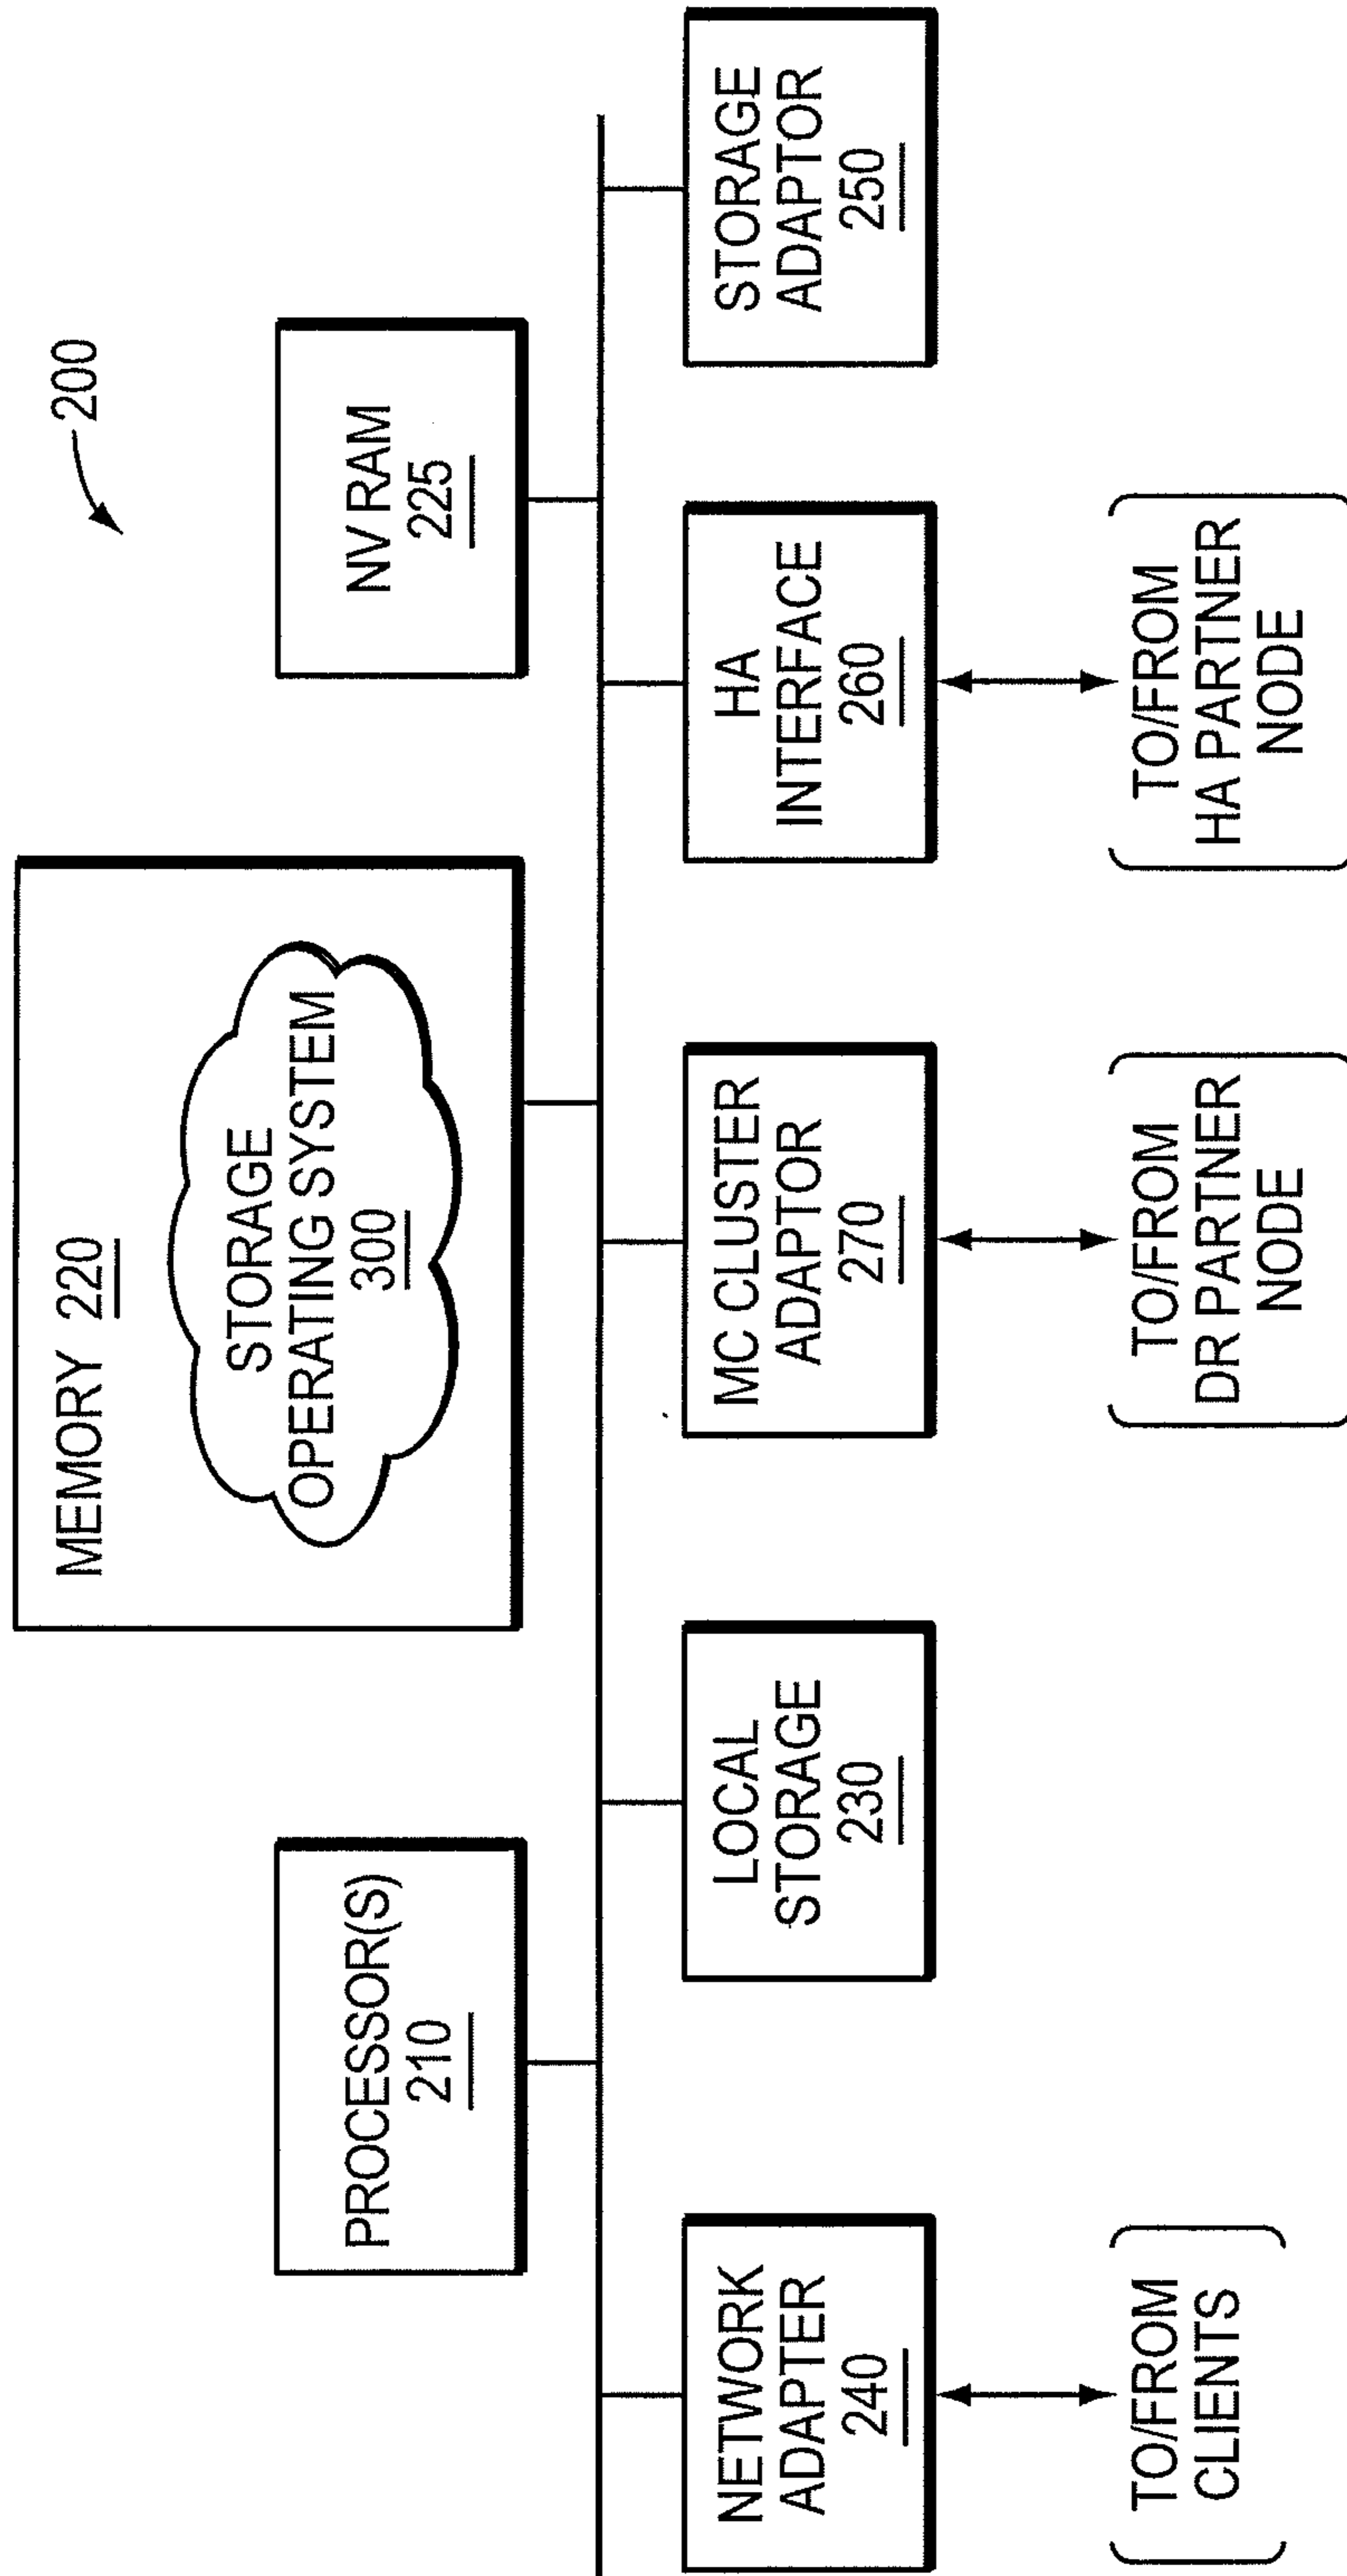 200
MEMORY 220
STORAGE
OPERATING SYSTEM
300
PROCESSOR(S)
210
NV RAM
225
NETWORK
ADAPTER
240
LOCAL
STORAGE
230
MC CLUSTER
ADAPTOR
270
HA
INTERFACE
260
STORAGE
ADAPTOR
250
TO/FROM
CLIENTS
TO/FROM
DR PARTNER
NODE
TO/FROM
HA PARTNER
NODE